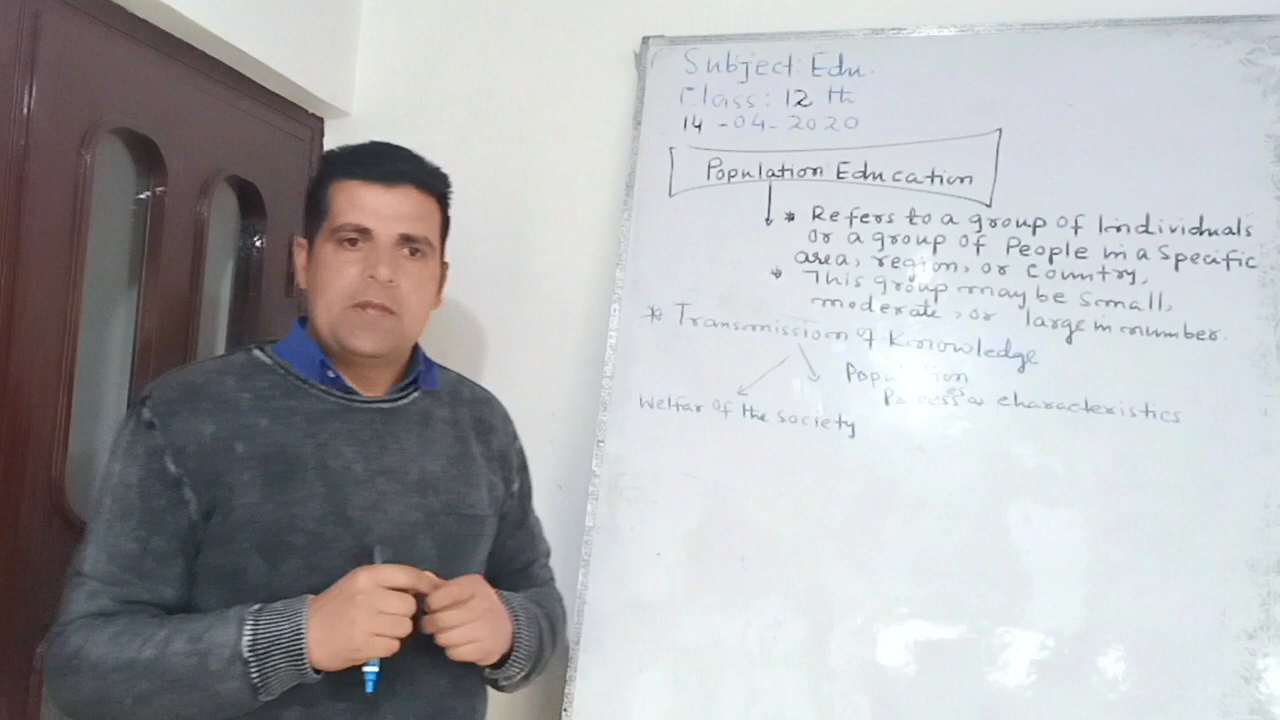 Subject: Edu.
Class: 12 th
14-04-2020
Population Education
* Refers to a group of Individuals
or a group of People in a Specific
area, region, or Country,
* This group may be Small,
moderate, or large in number.
* Transmission of Knowledge
Population
Processes characteristics
Welfar of the society